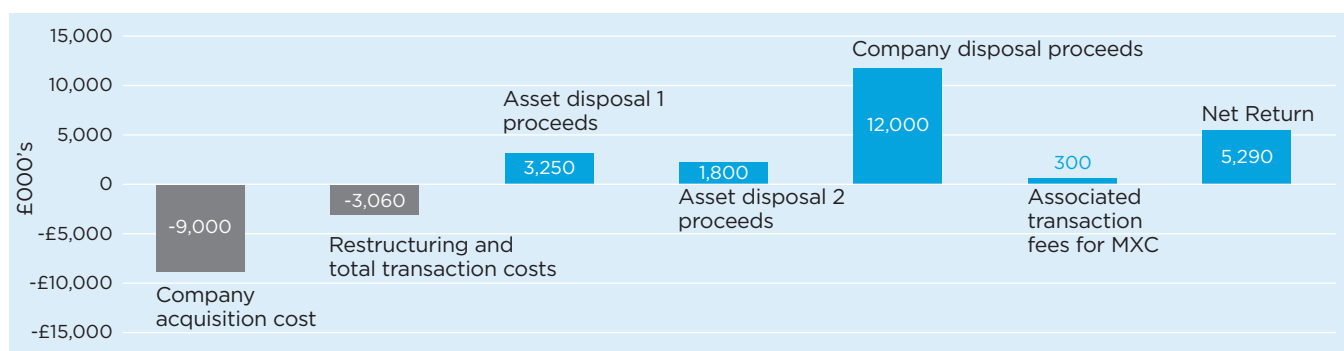 15,000
10,000
5,000
0
-£5,000
-£10,000
-£15,000
£000's
-9,000
Company
acquisition cost
-3,060
Restructuring and
total transaction costs
Asset disposal 1
proceeds
3,250
1,800
Asset disposal 2
proceeds
Company disposal proceeds
12,000
300
Associated
transaction
fees for MXC
Net Return
5,290